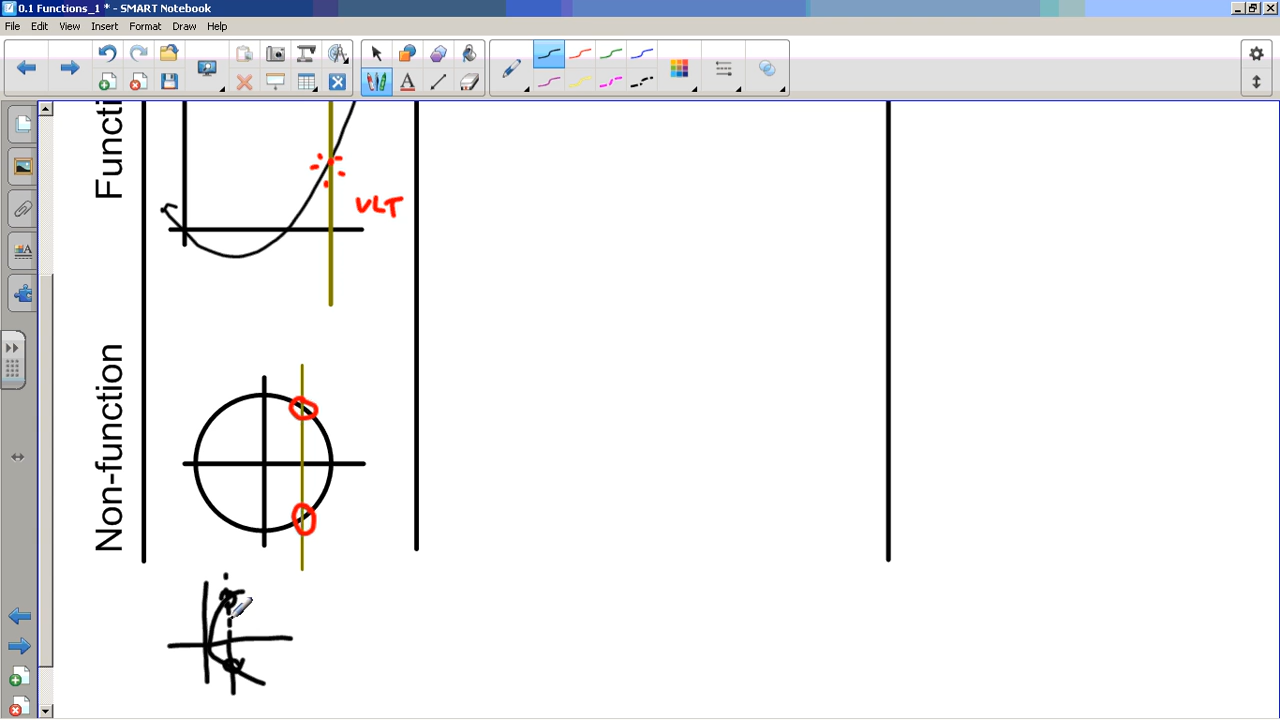 0.1 Functions_1 * - SMART Notebook
File Edit View Insert Format Draw Help
Functi
VLT
Non-function